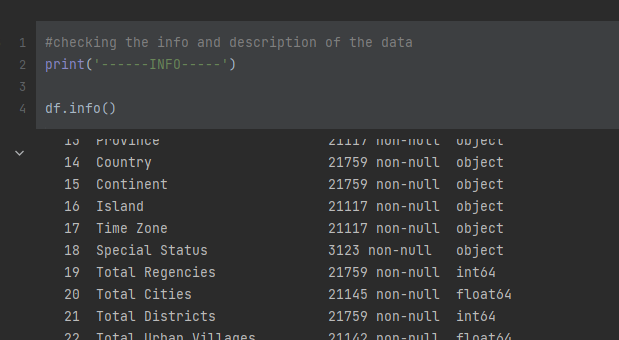 1 #checking the info and description of the data
2 print('------INFO-----')
3
4 df.info()
13 Province 21117 non-null object
14 Country 21759 non-null object
15 Continent 21759 non-null object
16 Island 21117 non-null object
17 Time Zone 21117 non-null object
18 Special Status 3123 non-null object
19 Total Regencies 21759 non-null int64
20 Total Cities 21145 non-null float64
21 Total Districts 21759 non-null int64
22 Total Urban Villages 21142 non-null float64